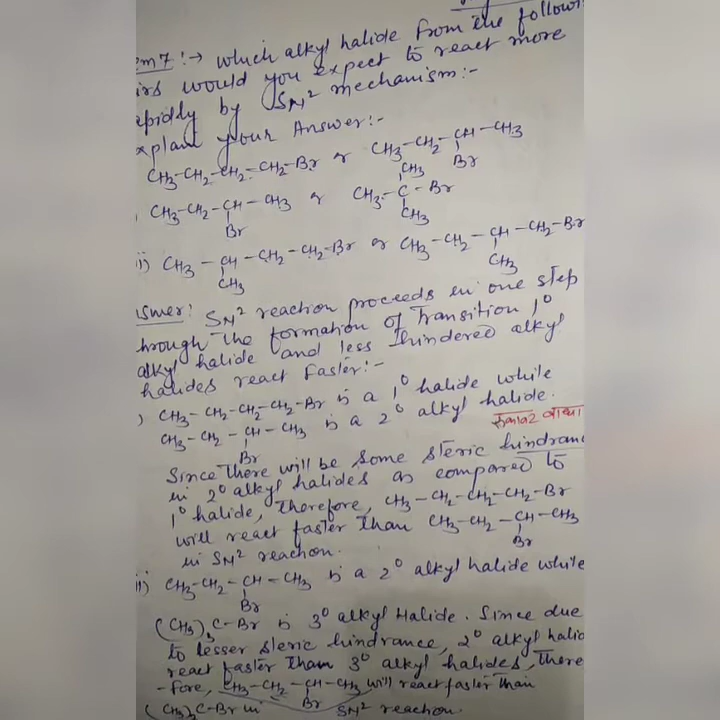 em 7 :→ which alkyl halide from the followi
irs would you expect to react more
apidly by SN² mechanism:-
xplain your Answer:-
CH₃-CH₂-CH₂-CH₂-Br or CH₃-CH₂-CH-CH₃
Br
CH₃-CH₂-CH-CH₃ or CH₃-C-Br
CH₃
Br
CH₃
ii) CH₃-CH-CH₂-CH₂-Br or CH₃-CH₂-CH-CH₂-Br
CH₃
CH₃
nswer: SN² reaction proceeds in one step
hrough the formation of Transition 1°
alkyl halide and less hindered alkyl
halides react faster:-
) CH₃-CH₂-CH₂-CH₂-Br is a 1° halide while
CH₃-CH₂-CH-CH₃ is a 2° alkyl halide.
Br
Since there will be some steric hindranc
in 2° alkyl halides as compared to
1° halide, therefore, CH₃-CH₂-CH₂-CH₂-Br
will react faster than CH₃-CH₂-CH-CH₃
Br
in SN² reaction.
ii) CH₃-CH₂-CH-CH₃ is a 2° alkyl halide while
Br
(CH₃)₃C-Br is 3° alkyl Halide. Since due
to lesser steric hindrance, 2° alkyl halid
react faster than 3° alkyl halides, There
-fore, CH₃-CH₂-CH-CH₃ will react faster than
Br
(CH₃)₃C-Br in SN² reaction.